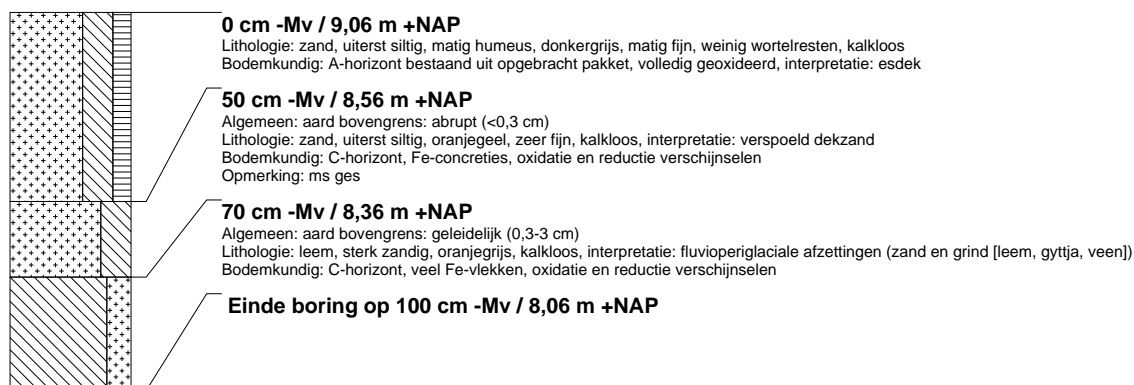 0 cm -Mv / 9,06 m +NAP
Lithologie: zand, uiterst siltig, matig humeus, donkergrijs, matig fijn, weinig wortelresten, kalkloos
Bodemkundig: A-horizont bestaand uit opgebracht pakket, volledig geoxideerd, interpretatie: esdek
50 cm -Mv / 8,56 m +NAP
Algemeen: aard bovengrens: abrupt (<0,3 cm)
Lithologie: zand, uiterst siltig, oranjegeel, zeer fijn, kalkloos, interpretatie: verspoeld dekzand
Bodemkundig: C-horizont, Fe-concreties, oxidatie en reductie verschijnselen
Opmerking: ms ges
70 cm -Mv / 8,36 m +NAP
Algemeen: aard bovengrens: geleidelijk (0,3-3 cm)
Lithologie: leem, sterk zandig, oranjegrijs, kalkloos, interpretatie: fluvioperiglaciale afzettingen (zand en grind [leem, gyttja, veen])
Bodemkundig: C-horizont, veel Fe-vlekken, oxidatie en reductie verschijnselen
Einde boring op 100 cm -Mv / 8,06 m +NAP